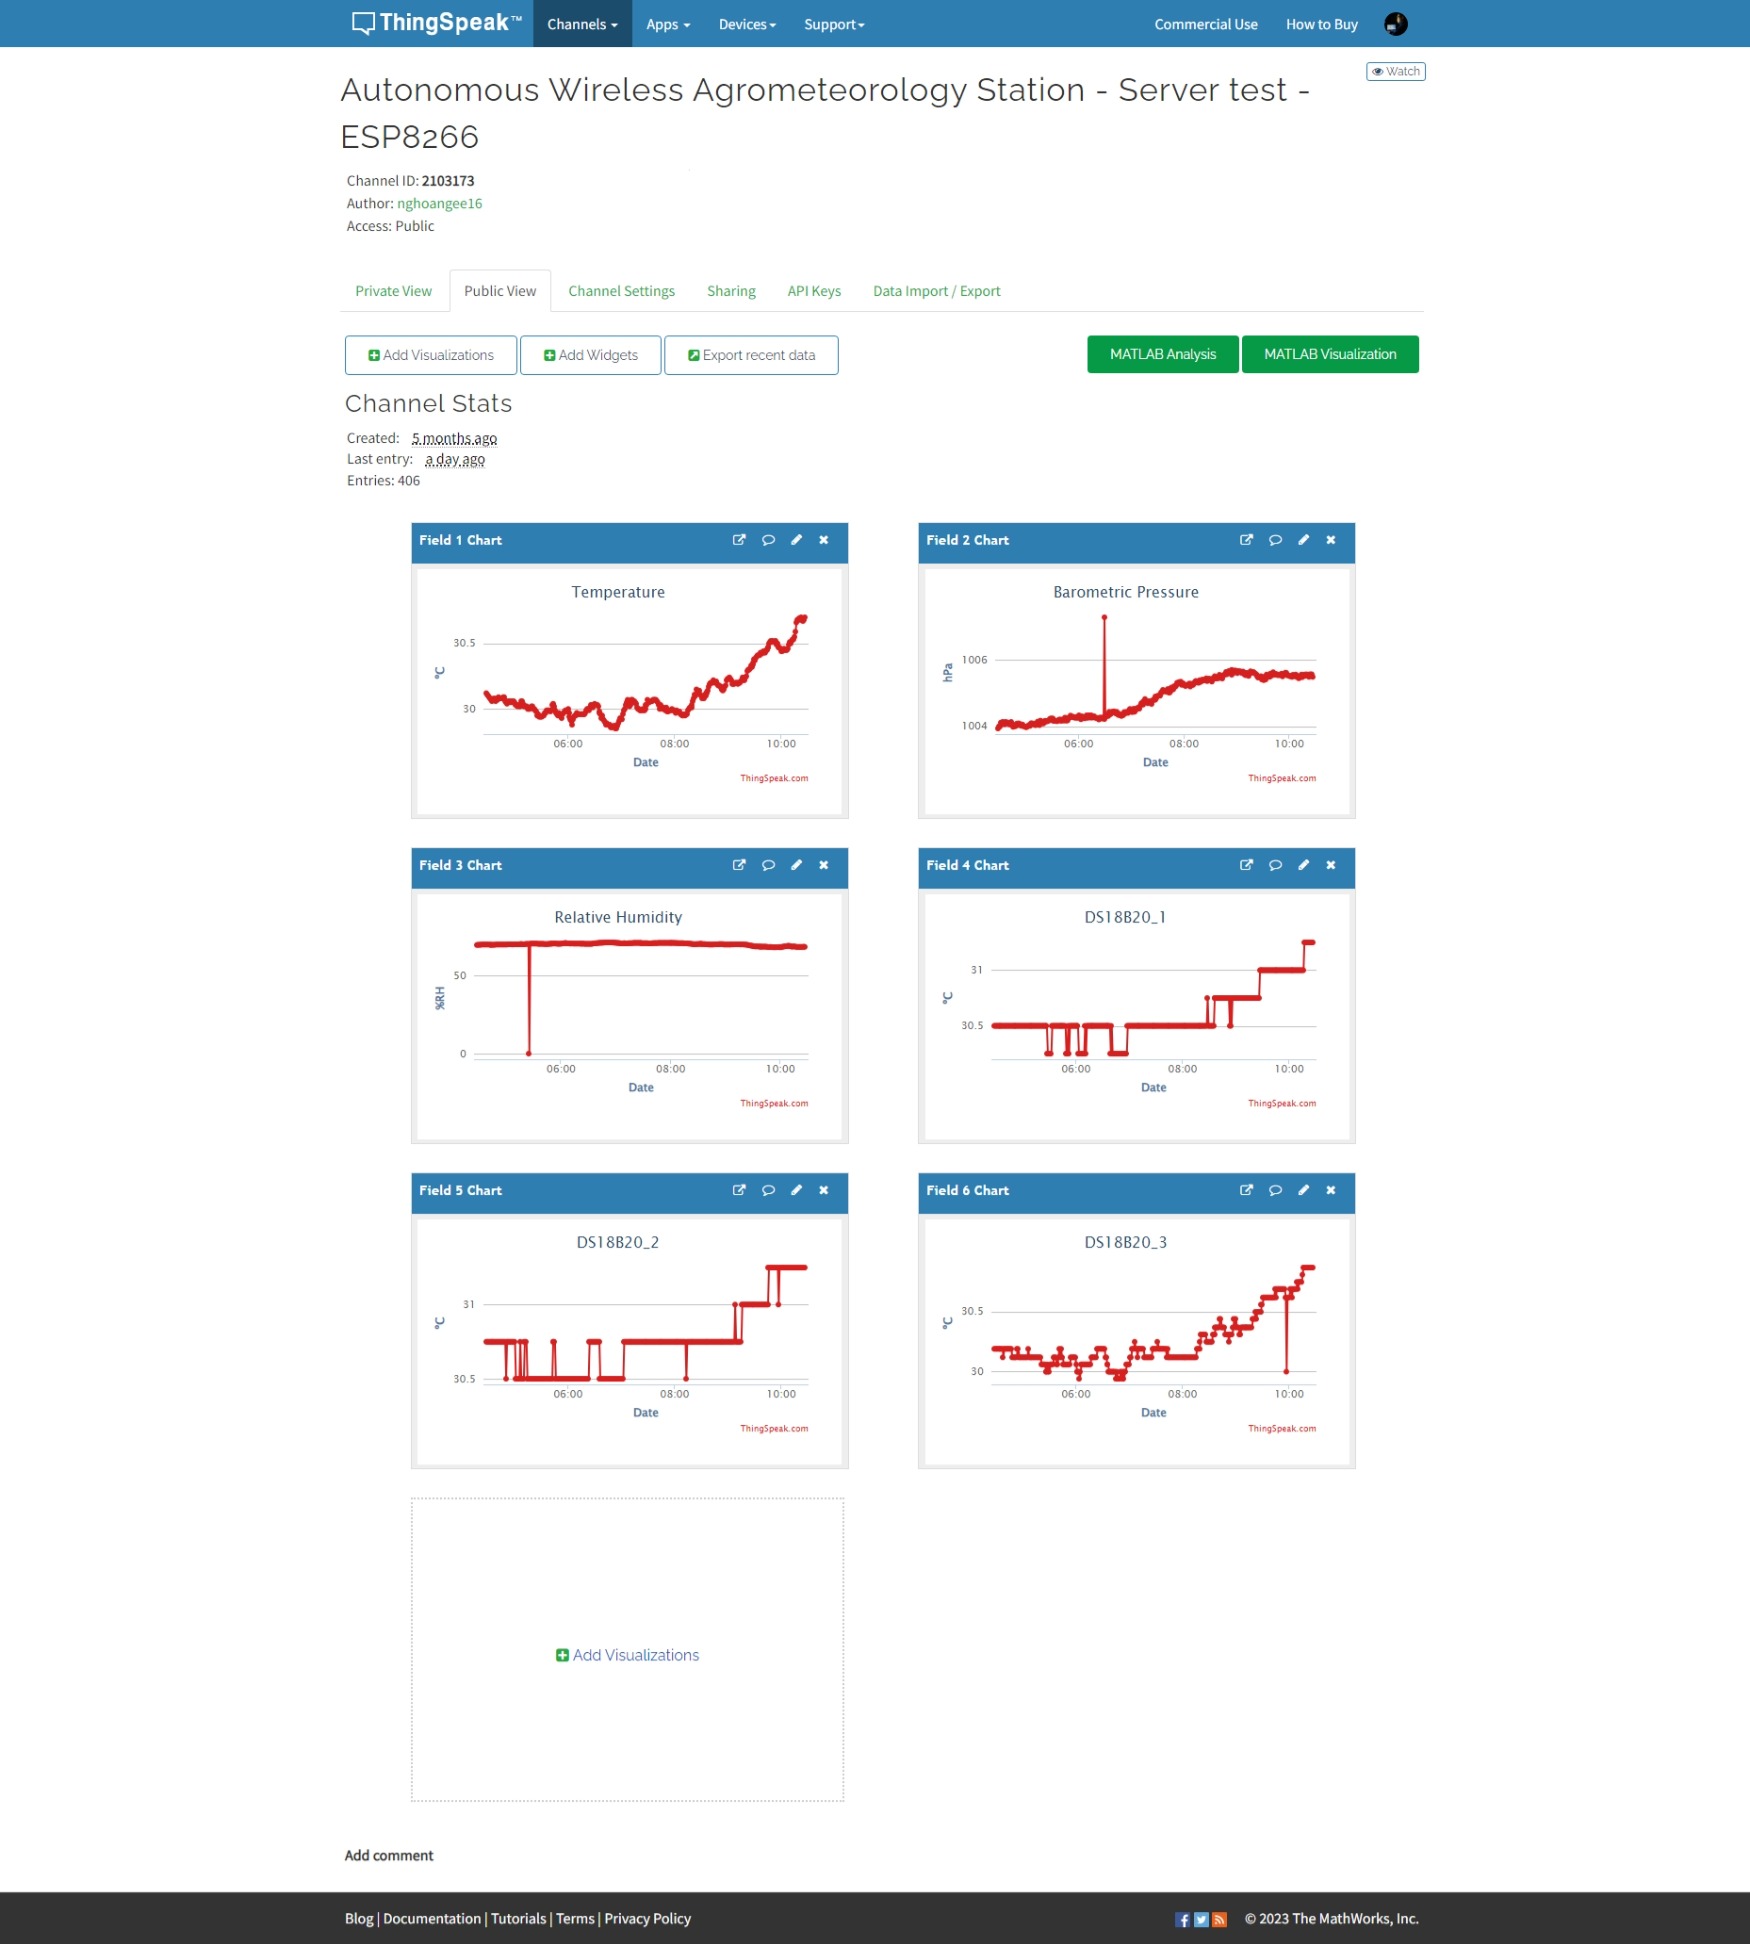 ThingSpeak™ Channels Apps Devices Support Commercial Use How to Buy
Watch
Autonomous Wireless Agrometeorology Station - Server test -
ESP8266
Channel ID: 2103173
Author: nghoangee16
Access: Public
Private View Public View Channel Settings Sharing API Keys Data Import / Export
Add Visualizations Add Widgets Export recent data MATLAB Analysis MATLAB Visualization
Channel Stats
Created: 5 months ago
Last entry: a day ago
Entries: 406
Field 1 Chart
Temperature
30.5
30
°C
06:00 08:00 10:00
Date
ThingSpeak.com
Field 2 Chart
Barometric Pressure
1006
1004
hPa
06:00 08:00 10:00
Date
ThingSpeak.com
Field 3 Chart
Relative Humidity
50
0
%RH
06:00 08:00 10:00
Date
ThingSpeak.com
Field 4 Chart
DS18B20_1
31
30.5
°C
06:00 08:00 10:00
Date
ThingSpeak.com
Field 5 Chart
DS18B20_2
31
30.5
°C
06:00 08:00 10:00
Date
ThingSpeak.com
Field 6 Chart
DS18B20_3
30.5
30
°C
06:00 08:00 10:00
Date
ThingSpeak.com
Add Visualizations
Add comment
Blog | Documentation | Tutorials | Terms | Privacy Policy © 2023 The MathWorks, Inc.